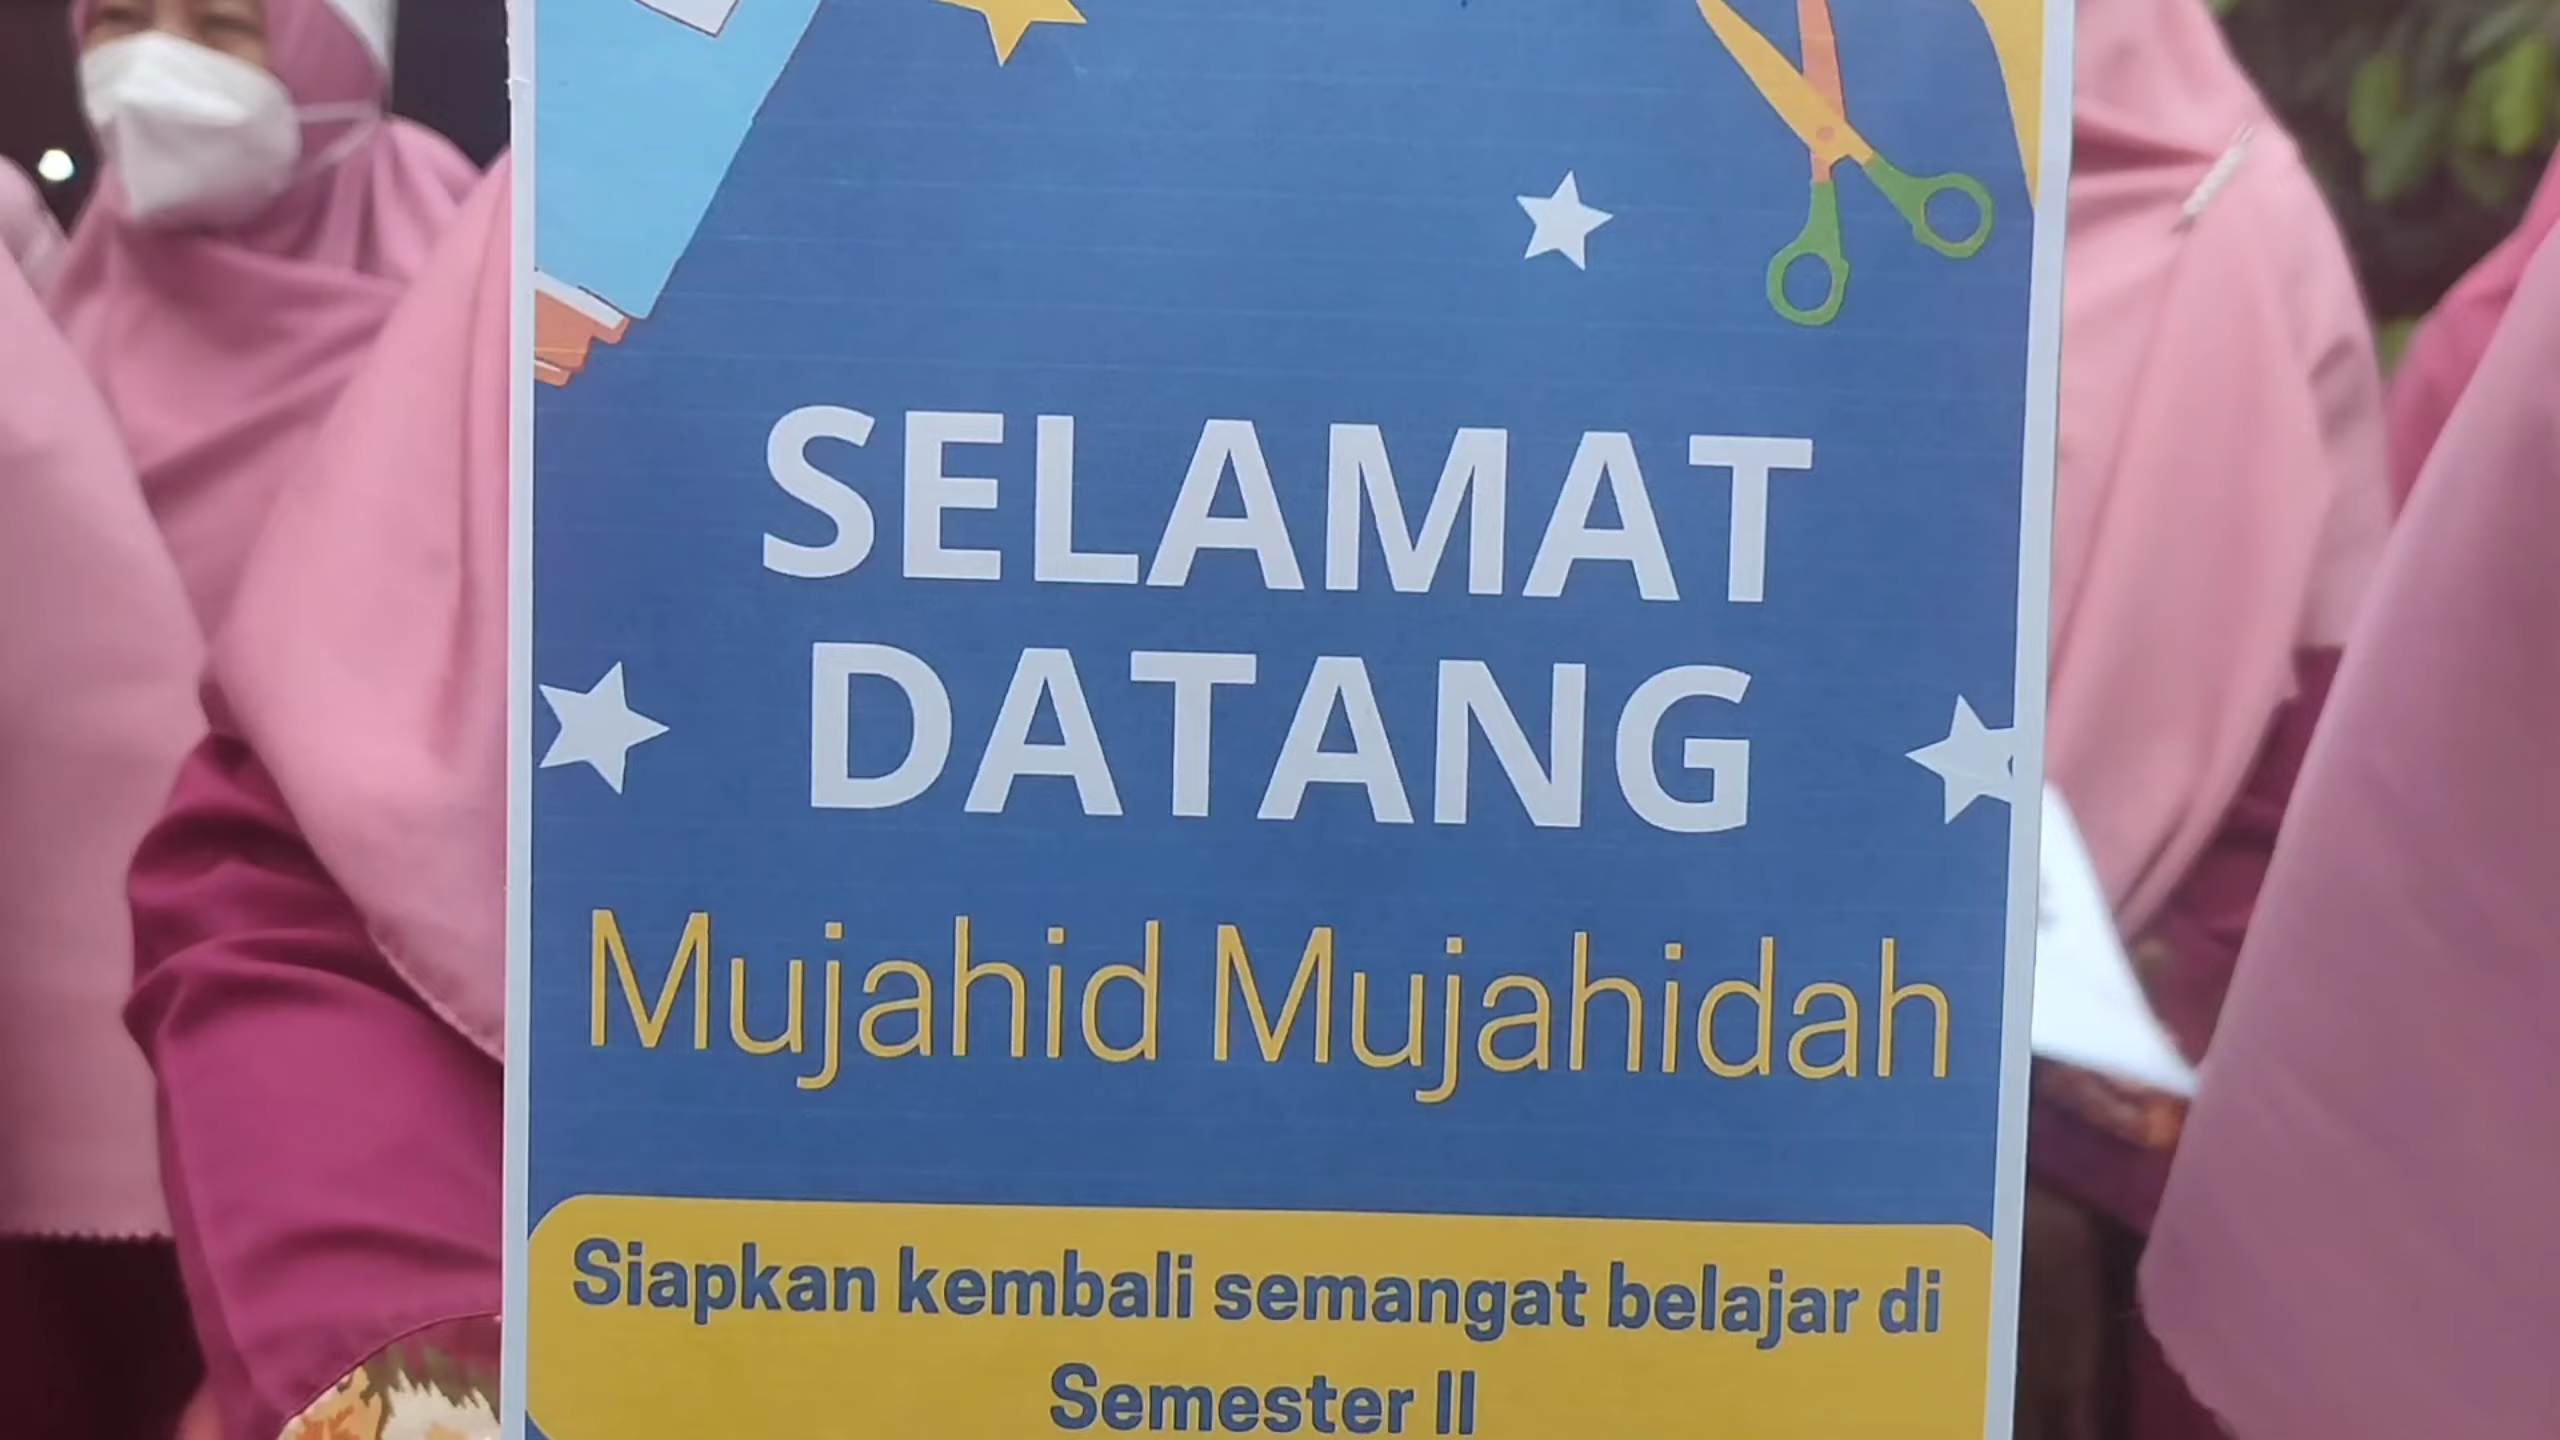 SELAMAT
DATANG
Mujahid Mujahidah
Siapkan kembali semangat belajar di
Semester II